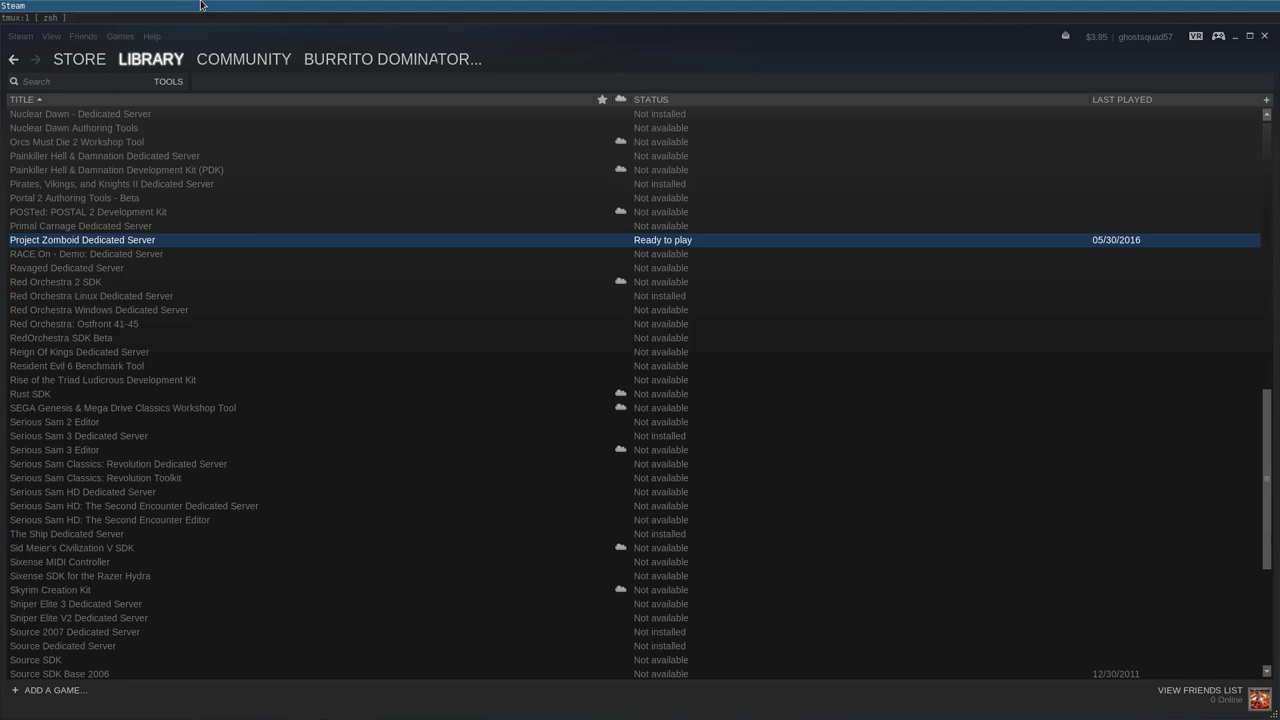 Steam
tmux:1 [ zsh ]
Steam View Friends Games Help $3.85 | ghostsquad57 VR
STORE LIBRARY COMMUNITY BURRITO DOMINATOR...
Search TOOLS
TITLE STATUS LAST PLAYED +
Nuclear Dawn - Dedicated Server Not installed
Nuclear Dawn Authoring Tools Not available
Orcs Must Die 2 Workshop Tool Not available
Painkiller Hell & Damnation Dedicated Server Not available
Painkiller Hell & Damnation Development Kit (PDK) Not available
Pirates, Vikings, and Knights II Dedicated Server Not installed
Portal 2 Authoring Tools - Beta Not available
POSTed: POSTAL 2 Development Kit Not available
Primal Carnage Dedicated Server Not available
Project Zomboid Dedicated Server Ready to play 05/30/2016
RACE On - Demo: Dedicated Server Not available
Ravaged Dedicated Server Not available
Red Orchestra 2 SDK Not available
Red Orchestra Linux Dedicated Server Not installed
Red Orchestra Windows Dedicated Server Not available
Red Orchestra: Ostfront 41-45 Not available
RedOrchestra SDK Beta Not available
Reign Of Kings Dedicated Server Not available
Resident Evil 6 Benchmark Tool Not available
Rise of the Triad Ludicrous Development Kit Not available
Rust SDK Not available
SEGA Genesis & Mega Drive Classics Workshop Tool Not available
Serious Sam 2 Editor Not available
Serious Sam 3 Dedicated Server Not installed
Serious Sam 3 Editor Not available
Serious Sam Classics: Revolution Dedicated Server Not available
Serious Sam Classics: Revolution Toolkit Not available
Serious Sam HD Dedicated Server Not available
Serious Sam HD: The Second Encounter Dedicated Server Not available
Serious Sam HD: The Second Encounter Editor Not available
The Ship Dedicated Server Not installed
Sid Meier's Civilization V SDK Not available
Sixense MIDI Controller Not available
Sixense SDK for the Razer Hydra Not available
Skyrim Creation Kit Not available
Sniper Elite 3 Dedicated Server Not available
Sniper Elite V2 Dedicated Server Not available
Source 2007 Dedicated Server Not installed
Source Dedicated Server Not installed
Source SDK Not available
Source SDK Base 2006 Not available 12/30/2011
+ ADD A GAME... VIEW FRIENDS LIST
0 Online